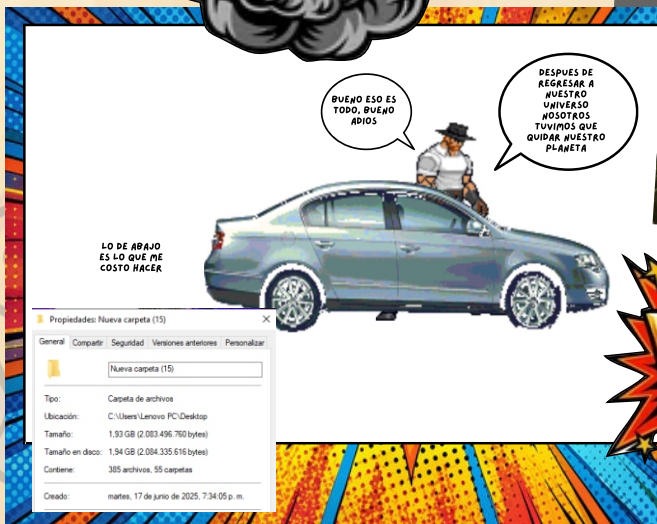 DESPUES DE
REGRESAR A
NUESTRO
UNIVERSO
NOSOTROS
TUVIMOS QUE
QUIDAR NUESTRO
PLANETA
BUENO ESO ES
TODO, BUENO
ADIOS
LO DE ABAJO
ES LO QUE ME
COSTO HACER
Propiedades: Nueva carpeta (15)
General Compartir Seguridad Versiones anteriores Personalizar
Nueva carpeta (15)
Tipo: Carpeta de archivos
Ubicación: C:\Users\Lenovo PC\Desktop
Tamaño: 1,93 GB (2.083.496.760 bytes)
Tamaño en disco: 1,94 GB (2.084.335.616 bytes)
Contiene: 385 archivos, 55 carpetas
Creado: martes, 17 de junio de 2025, 7:34:05 p. m.